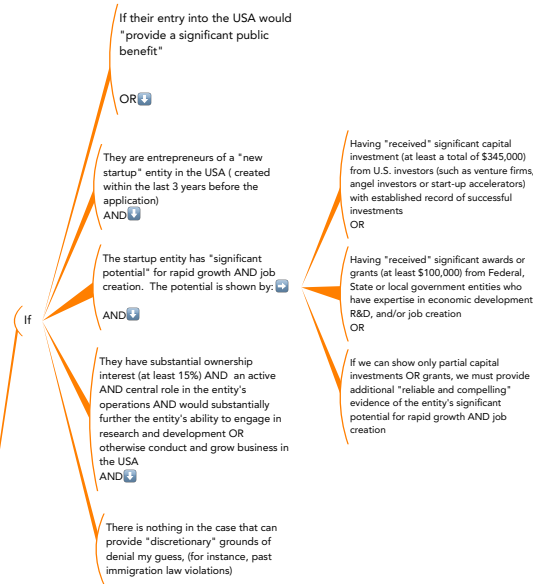 If their entry into the USA would
"provide a significant public
benefit"
OR⬇️
They are entrepreneurs of a "new
startup" entity in the USA ( created
within the last 3 years before the
application)
AND⬇️
The startup entity has "significant
potential" for rapid growth AND job
creation.  The potential is shown by:➡️
AND⬇️
If
They have substantial ownership
interest (at least 15%) AND  an active
AND central role in the entity's
operations AND would substantially
further the entity's ability to engage in
research and development OR
otherwise conduct and grow business in
the USA
AND⬇️
There is nothing in the case that can
provide "discretionary" grounds of
denial my guess, (for instance, past
immigration law violations)
Having "received" significant capital
investment (at least a total of $345,000)
from U.S. investors (such as venture firms,
angel investors or start-up accelerators)
with established record of successful
investments
OR
Having "received" significant awards or
grants (at least $100,000) from Federal,
State or local government entities who
have expertise in economic development
R&D, and/or job creation
OR
If we can show only partial capital
investments OR grants, we must provide
additional "reliable and compelling"
evidence of the entity's significant
potential for rapid growth AND job
creation